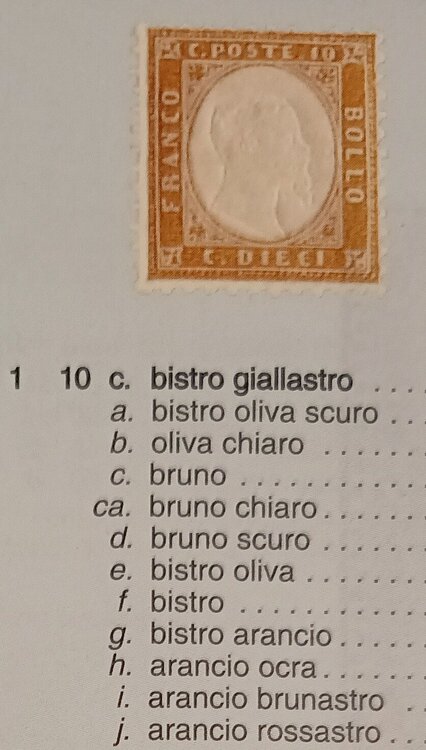 C. POSTE 10
FRANCO
BOLLO
C. DIECI
1 10 c. bistro giallastro ....
a. bistro oliva scuro ...
b. oliva chiaro .......
c. bruno ............
ca. bruno chiaro.......
d. bruno scuro .......
e. bistro oliva ........
f. bistro ............
g. bistro arancio ......
h. arancio ocra.......
i. arancio brunastro ..
j. arancio rossastro ...